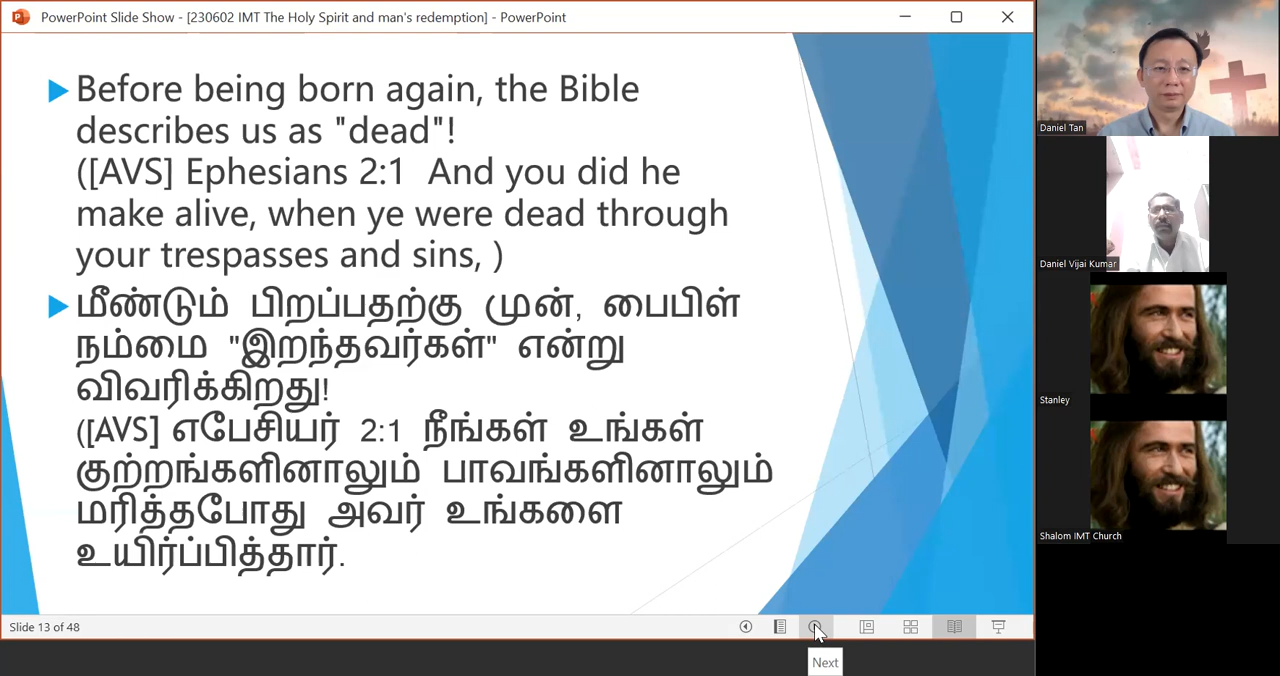 PowerPoint Slide Show - [230602 IMT The Holy Spirit and man's redemption] - PowerPoint
Before being born again, the Bible
describes us as "dead"!
([AVS] Ephesians 2:1 And you did he
make alive, when ye were dead through
your trespasses and sins, )
மீண்டும் பிறப்பதற்கு முன், பைபிள்
நம்மை "இறந்தவர்கள்" என்று
விவரிக்கிறது!
([AVS] எபேசியர் 2:1 நீங்கள் உங்கள்
குற்றங்களினாலும் பாவங்களினாலும்
மரித்தபோது அவர் உங்களை
உயிர்ப்பித்தார்.
Slide 13 of 48
Next
Daniel Tan
Daniel Vijai Kumar
Stanley
Shalom IMT Church